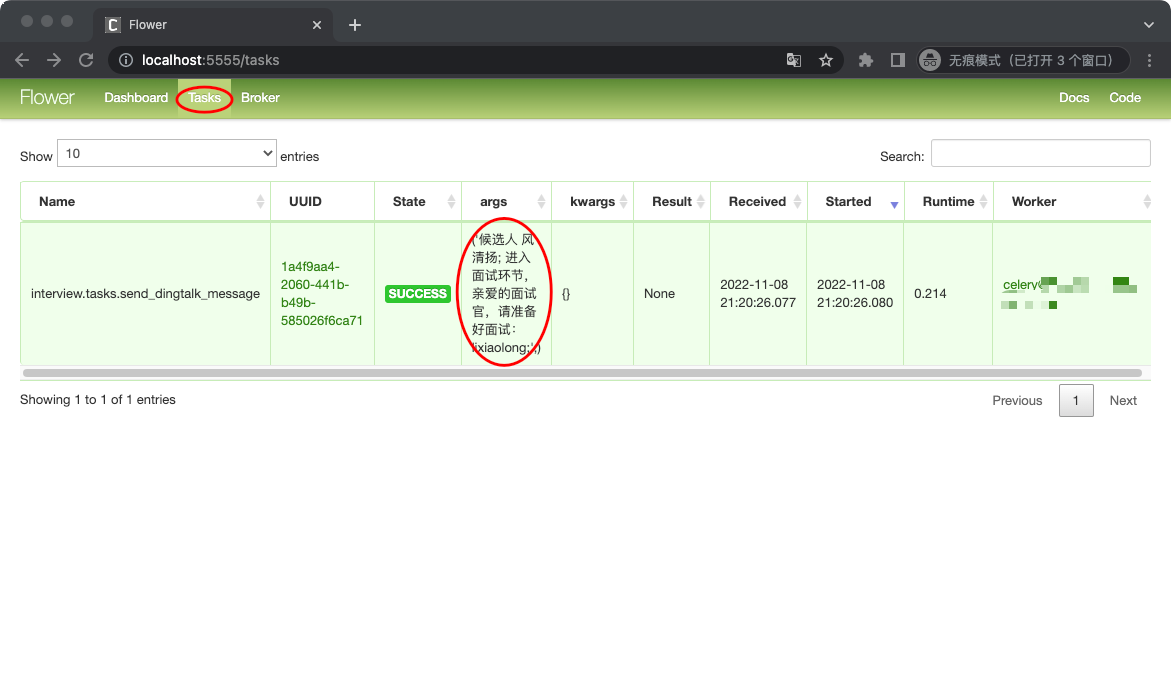 Flower
localhost:5555/tasks
无痕模式（已打开 3 个窗口）
Flower Dashboard Tasks Broker Docs Code
Show 10 entries Search:
Name UUID State args kwargs Result Received Started Runtime Worker
interview.tasks.send_dingtalk_message
1a4f9aa4-
2060-441b-
b49b-
585026f6ca71
SUCCESS
('候选人 风
清扬; 进入
面试环节，
亲爱的面试
官，请准备
好面试：
lixiaolong;',)
{}
None
2022-11-08
21:20:26.077
2022-11-08
21:20:26.080
0.214
celery@
Showing 1 to 1 of 1 entries
Previous 1 Next